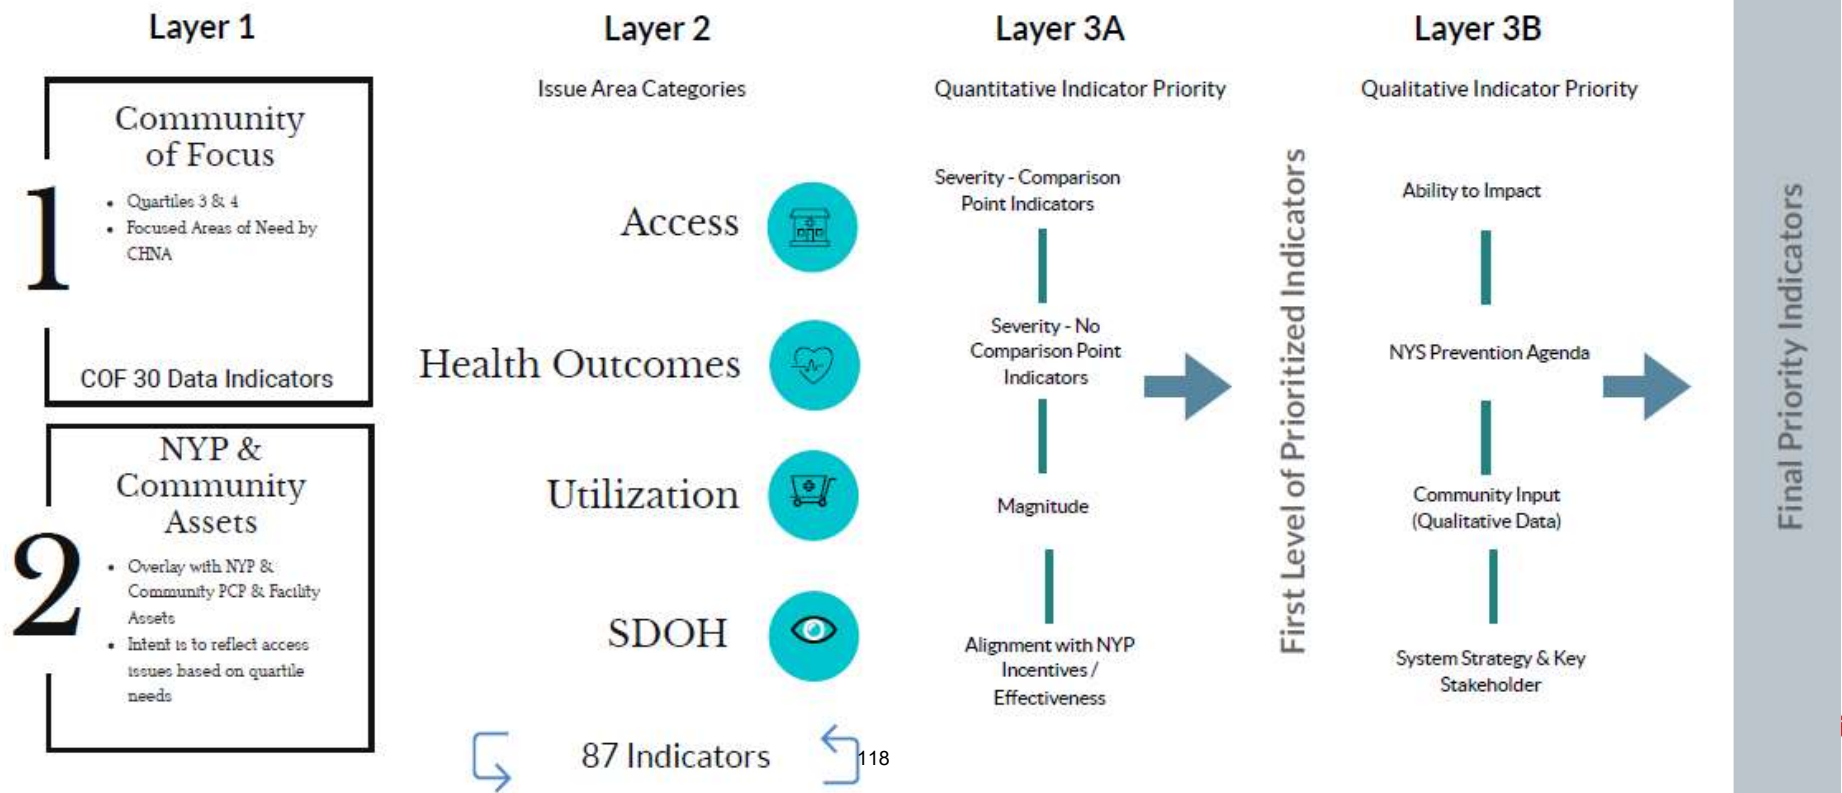 Layer 1
1
Community
of Focus
• Quartiles 3 & 4
• Focused Areas of Need by
CHNA
COF 30 Data Indicators
2
NYP &
Community
Assets
• Overlay with NYP &
Community PCP & Facility
Assets
• Intent is to reflect access
issues based on quartile
needs
Layer 2
Issue Area Categories
Access
Health Outcomes
Utilization
SDOH
87 Indicators
118
Layer 3A
Quantitative Indicator Priority
Severity - Comparison
Point Indicators
Severity - No
Comparison Point
Indicators
Magnitude
Alignment with NYP
Incentives /
Effectiveness
First Level of Prioritized Indicators
Layer 3B
Qualitative Indicator Priority
Ability to Impact
NYS Prevention Agenda
Community Input
(Qualitative Data)
System Strategy & Key
Stakeholder
Final Priority Indicators